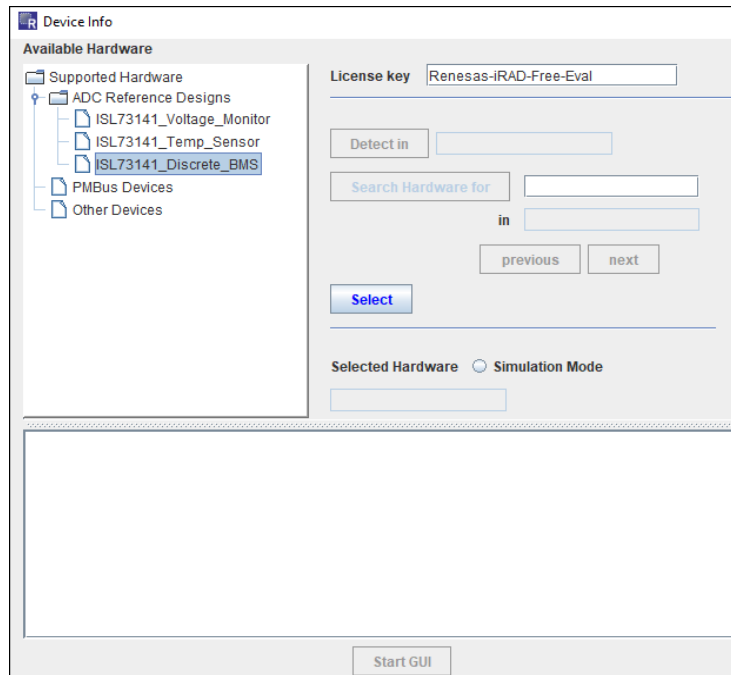 Device Info
Available Hardware
Supported Hardware
ADC Reference Designs
ISL73141_Voltage_Monitor
ISL73141_Temp_Sensor
ISL73141_Discrete_BMS
PMBus Devices
Other Devices
License key Renesas-iRAD-Free-Eval
Detect in
Search Hardware for
in
previous next
Select
Selected Hardware Simulation Mode
Start GUI